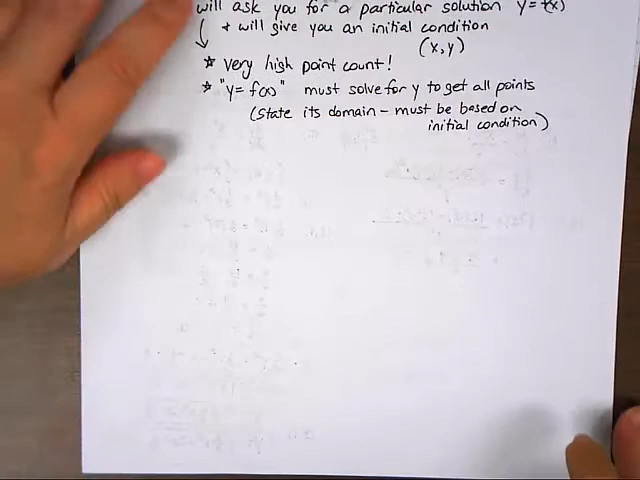 will ask you for a particular solution y = f(x)
+ will give you an initial condition
(x, y)
* very high point count!
* "y = f(x)" must solve for y to get all points
(State its domain – must be based on
initial condition)